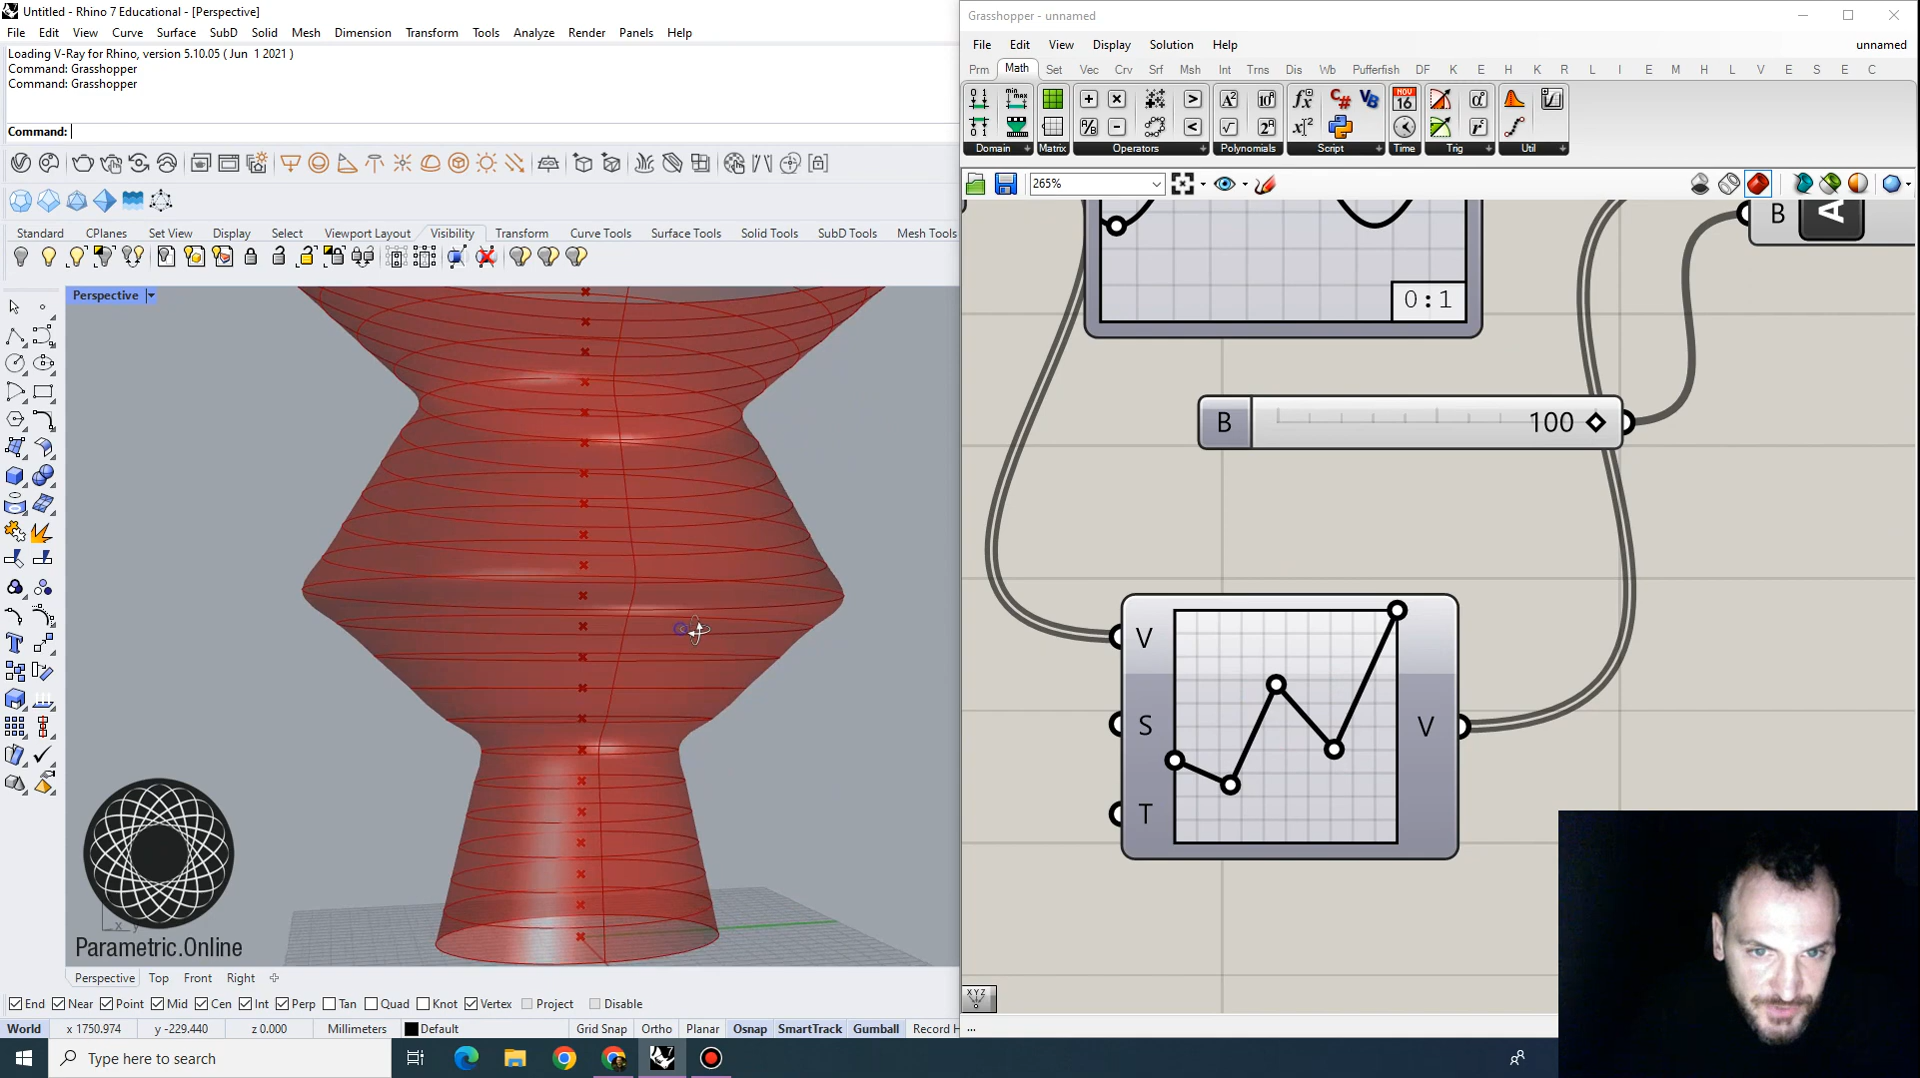 Untitled - Rhino 7 Educational - [Perspective]
File Edit View Curve Surface SubD Solid Mesh Dimension Transform Tools Analyze Render Panels Help
Loading V-Ray for Rhino, version 5.10.05 ( Jun 1 2021 )
Command: Grasshopper
Command: Grasshopper
Command:
Standard CPlanes Set View Display Select Viewport Layout Visibility Transform Curve Tools Surface Tools Solid Tools SubD Tools Mesh Tools
Perspective
Parametric.Online
Perspective Top Front Right
End Near Point Mid Cen Int Perp Tan Quad Knot Vertex Project Disable
World x 1750.974 y -229.440 z 0.000 Millimeters Default Grid Snap Ortho Planar Osnap SmartTrack Gumball Record H
Type here to search
Grasshopper - unnamed
File Edit View Display Solution Help unnamed
Prm Math Set Vec Crv Srf Msh Int Trns Dis Wb Pufferfish DF K E H K R L I E M H L V E S E C
Domain Matrix Operators Polynomials Script Time Trig Util
265%
B A
0 : 1
B 100
V
S V
T
XYZ
...